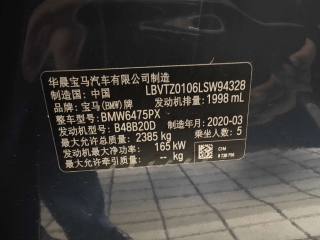 华晨宝马汽车有限公司 制造
制造国：中国 LBVTZ0106LSW94328
品牌：宝马(BMW) 牌 发动机排量：1998 mL
整车型号：BMW6475PX
发动机型号：B48B20D 制造年月：2020-03
最大允许总质量：2385 kg 乘坐人数：5
发动机最大净功率：165 kW
最大允许牵引质量：-- kg